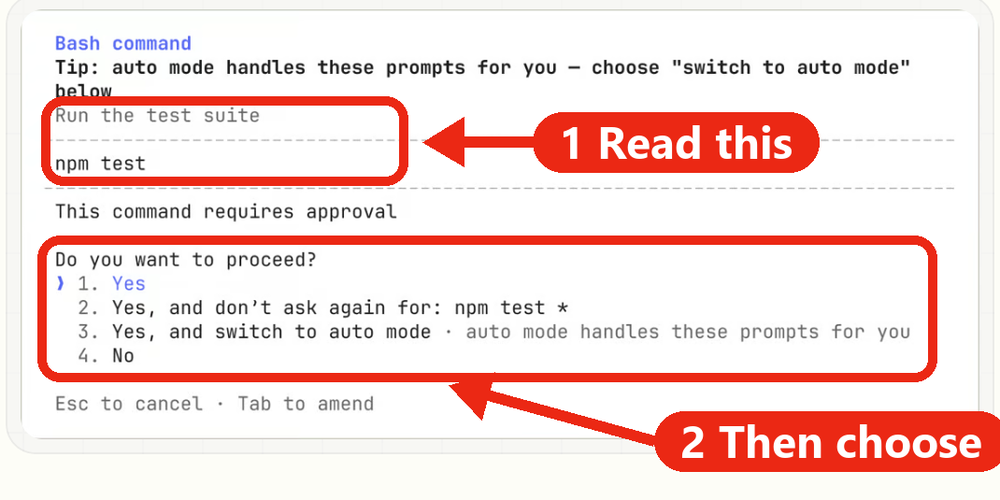 Bash command
Tip: auto mode handles these prompts for you — choose "switch to auto mode"
below
Run the test suite
1 Read this
npm test
This command requires approval
Do you want to proceed?
❯ 1. Yes
2. Yes, and don’t ask again for: npm test *
3. Yes, and switch to auto mode · auto mode handles these prompts for you
4. No
Esc to cancel · Tab to amend
2 Then choose